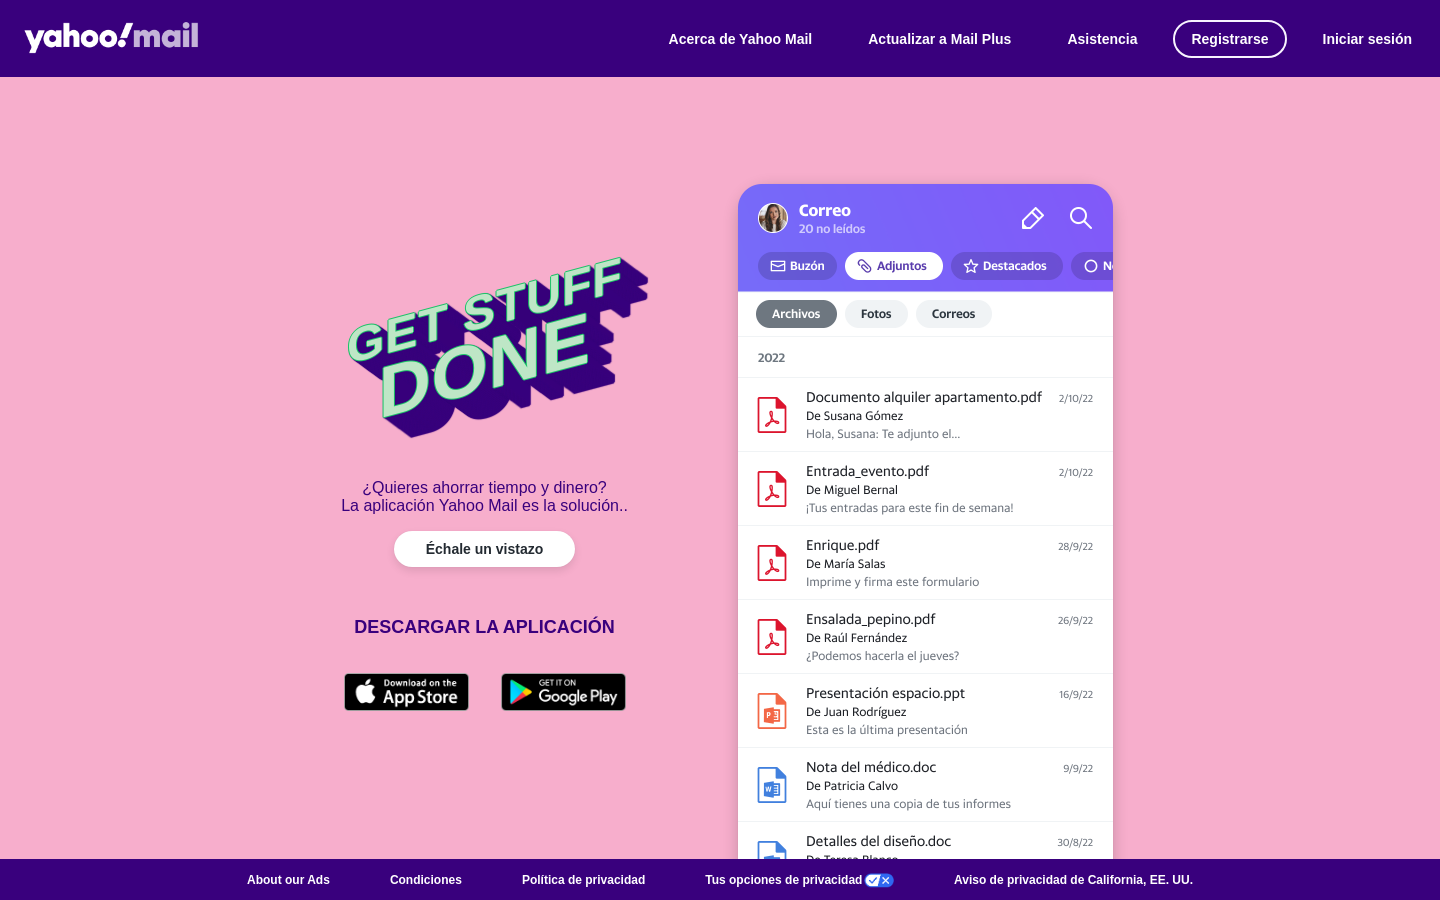 yahoo!mail
Acerca de Yahoo Mail
Actualizar a Mail Plus
Asistencia
Registrarse
Iniciar sesión
GET STUFF
DONE
¿Quieres ahorrar tiempo y dinero?
La aplicación Yahoo Mail es la solución..
Échale un vistazo
DESCARGAR LA APLICACIÓN
Download on the
App Store
GET IT ON
Google Play
Correo
20 no leídos
Buzón
Adjuntos
Destacados
Archivos
Fotos
Correos
2022
Documento alquiler apartamento.pdf
2/10/22
De Susana Gómez
Hola, Susana: Te adjunto el...
Entrada_evento.pdf
2/10/22
De Miguel Bernal
¡Tus entradas para este fin de semana!
Enrique.pdf
28/9/22
De María Salas
Imprime y firma este formulario
Ensalada_pepino.pdf
26/9/22
De Raúl Fernández
¿Podemos hacerla el jueves?
Presentación espacio.ppt
16/9/22
De Juan Rodríguez
Esta es la última presentación
Nota del médico.doc
9/9/22
De Patricia Calvo
Aquí tienes una copia de tus informes
Detalles del diseño.doc
30/8/22
De Teresa Blanco
About our Ads
Condiciones
Política de privacidad
Tus opciones de privacidad
Aviso de privacidad de California, EE. UU.